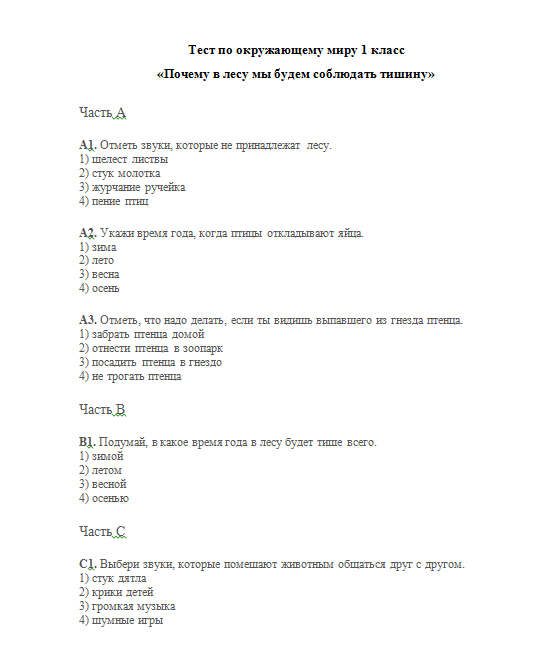 Тест по окружающему миру 1 класс
«Почему в лесу мы будем соблюдать тишину»
Часть А
А1. Отметь звуки, которые не принадлежат лесу.
1) шелест листвы
2) стук молотка
3) журчание ручейка
4) пение птиц
А2. Укажи время года, когда птицы откладывают яйца.
1) зима
2) лето
3) весна
4) осень
А3. Отметь, что надо делать, если ты видишь выпавшего из гнезда птенца.
1) забрать птенца домой
2) отнести птенца в зоопарк
3) посадить птенца в гнездо
4) не трогать птенца
Часть В
В1. Подумай, в какое время года в лесу будет тише всего.
1) зимой
2) летом
3) весной
4) осенью
Часть С
С1. Выбери звуки, которые помешают животным общаться друг с другом.
1) стук дятла
2) крики детей
3) громкая музыка
4) шумные игры